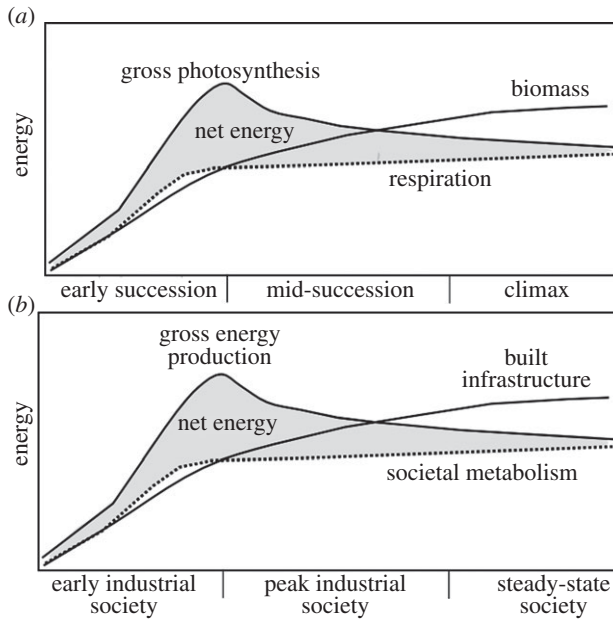 (a)
gross photosynthesis
biomass
net energy
energy
respiration
early succession
mid-succession
climax
(b)
gross energy
production
built
infrastructure
net energy
energy
societal metabolism
early industrial
society
peak industrial
society
steady-state
society